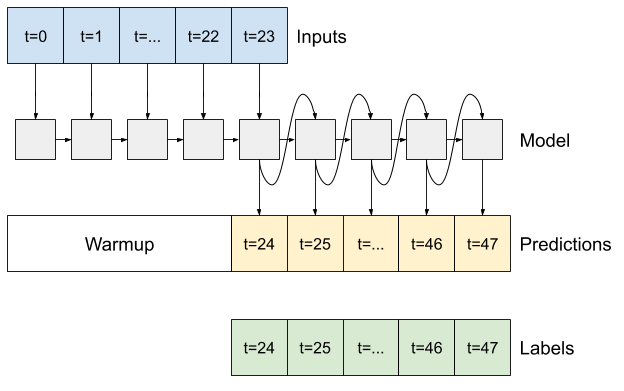 t=0 t=1 t=... t=22 t=23 Inputs
Model
Warmup t=24 t=25 t=... t=46 t=47 Predictions
t=24 t=25 t=... t=46 t=47 Labels